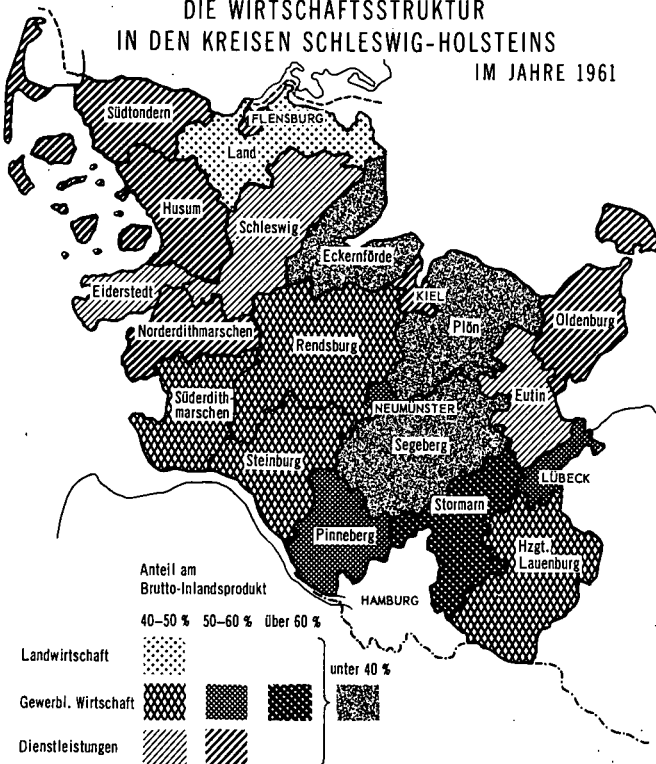 DIE WIRTSCHAFTSSTRUKTUR
IN DEN KREISEN SCHLESWIG-HOLSTEINS
IM JAHRE 1961
Südtondern
FLENSBURG
Land
Husum
Schleswig
Eckernförde
Eiderstedt
KIEL
Norderdithmarschen
Rendsburg
Plön
Oldenburg
Süderdith-
marschen
NEUMÜNSTER
Eutin
Segeberg
Steinburg
LÜBECK
Stormarn
Pinneberg
Hzgt.
Lauenburg
HAMBURG
Anteil am
Brutto-Inlandsprodukt
40-50 % 50-60 % über 60 %
Landwirtschaft
unter 40 %
Gewerbl. Wirtschaft
Dienstleistungen